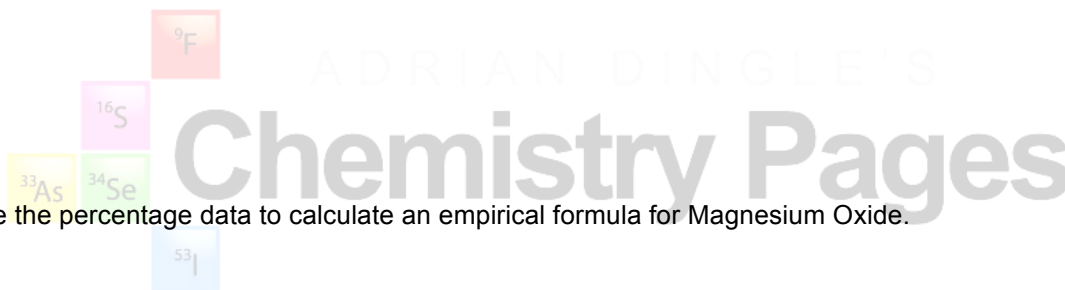 ⁹F
ADRIAN DINGLE'S
¹⁶S
Chemistry Pages
³³As ³⁴Se
the percentage data to calculate an empirical formula for Magnesium Oxide.
⁵³I